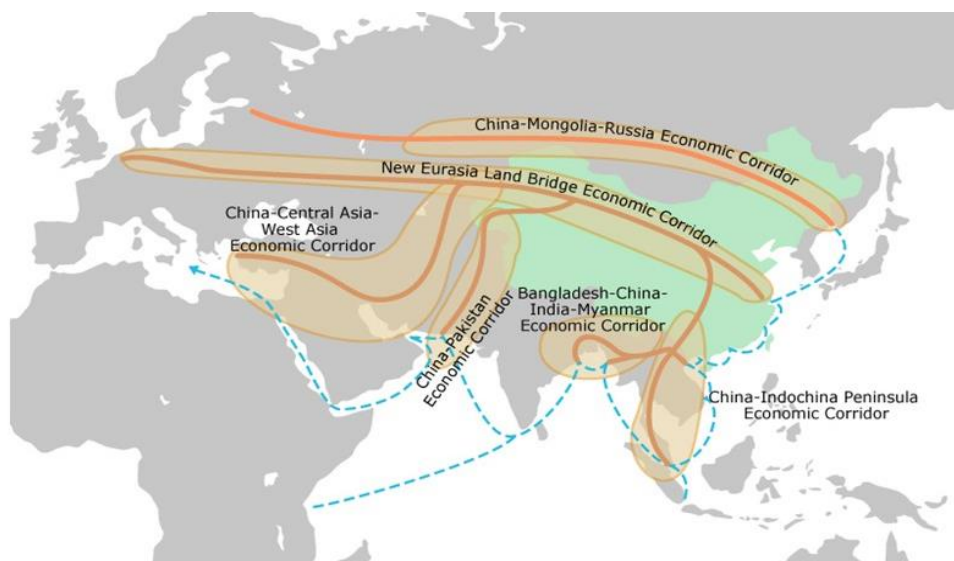 China-Mongolia-Russia Economic Corridor
New Eurasia Land Bridge Economic Corridor
China-Central Asia-
West Asia
Economic Corridor
China-Pakistan
Economic Corridor
Bangladesh-China-
India-Myanmar
Economic Corridor
China-Indochina Peninsula
Economic Corridor